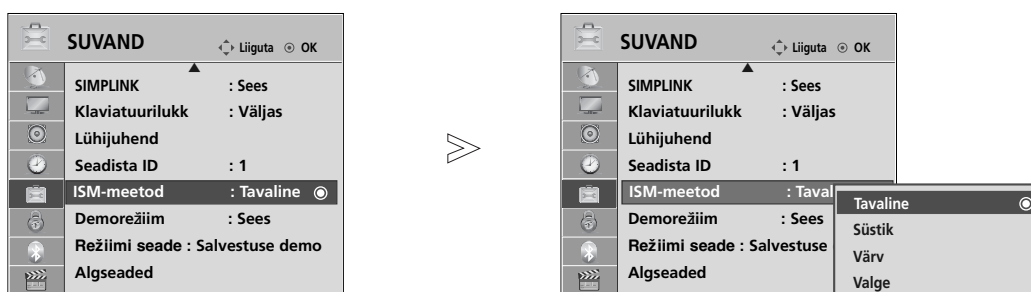 SUVAND Liiguta OK
SIMPLINK : Sees
Klaviatuurilukk : Väljas
Lühijuhend
Seadista ID : 1
ISM-meetod : Tavaline
Demorežiim : Sees
Režiimi seade : Salvestuse demo
Algseaded
SUVAND Liiguta OK
SIMPLINK : Sees
Klaviatuurilukk : Väljas
Lühijuhend
Seadista ID : 1
ISM-meetod : Taval
Demorežiim : Sees
Režiimi seade : Salvestuse
Algseaded
Tavaline
Süstik
Värv
Valge